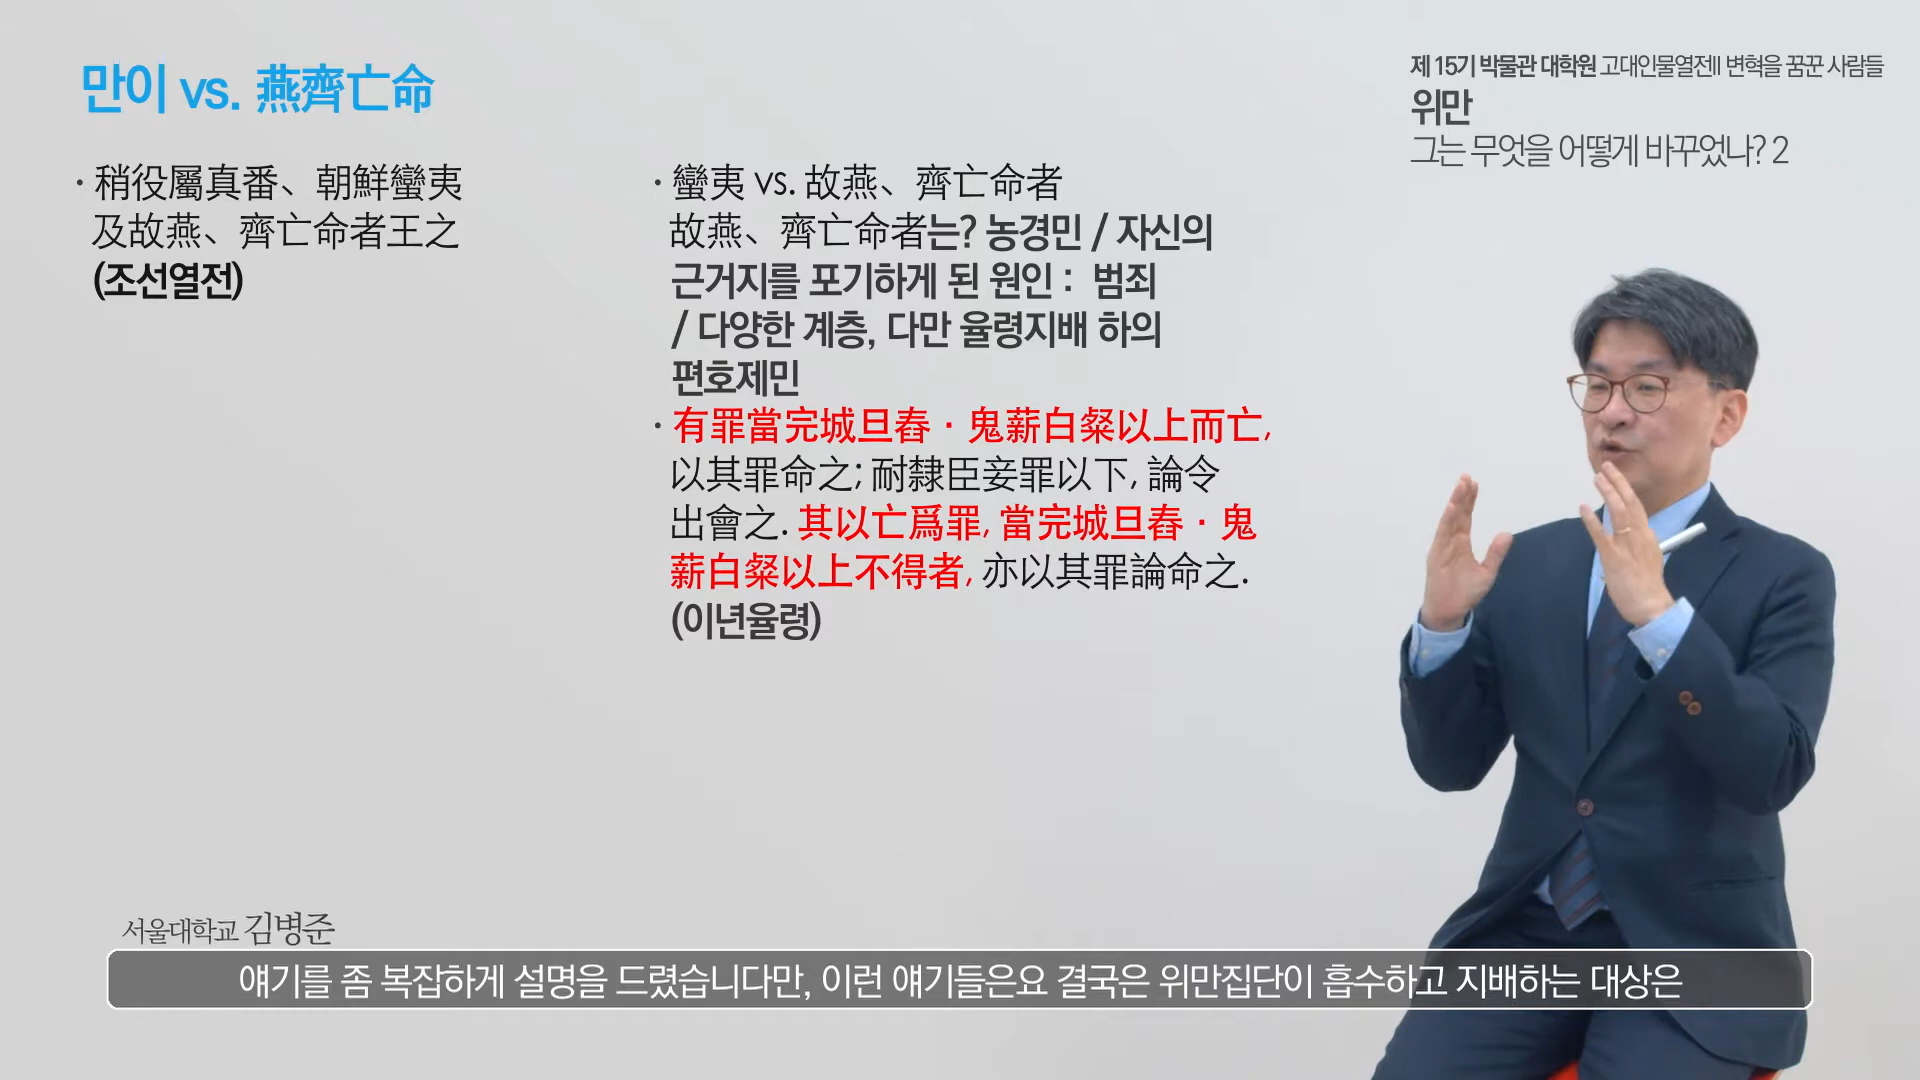 만이 vs. 燕齊亡命
· 稍役屬真番、朝鮮蠻夷
及故燕、齊亡命者王之
(조선열전)
· 蠻夷 vs. 故燕、齊亡命者
故燕、齊亡命者는? 농경민 / 자신의
근거지를 포기하게 된 원인 : 범죄
/ 다양한 계층, 다만 율령지배 하의
편호제민
· 有罪當完城旦舂·鬼薪白粲以上而亡,
以其罪命之; 耐隸臣妾罪以下, 論令
出會之. 其以亡爲罪, 當完城旦舂·鬼
薪白粲以上不得者, 亦以其罪論命之.
(이년율령)
제 15기 박물관 대학원 고대인물열전II 변혁을 꿈꾼 사람들
위만
그는 무엇을 어떻게 바꾸었나? 2
서울대학교 김병준
얘기를 좀 복잡하게 설명을 드렸습니다만, 이런 얘기들은요 결국은 위만집단이 흡수하고 지배하는 대상은